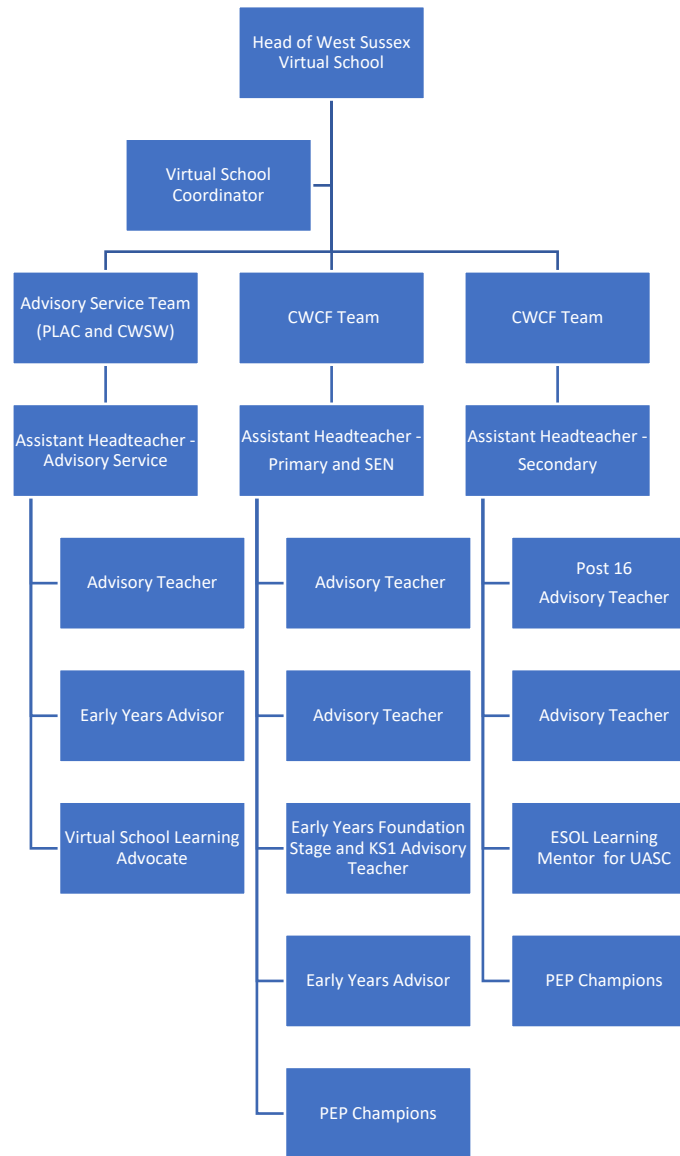 Head of West Sussex
Virtual School
Virtual School
Coordinator
Advisory Service Team
(PLAC and CWSW)
CWCF Team
CWCF Team
Assistant Headteacher -
Advisory Service
Assistant Headteacher -
Primary and SEN
Assistant Headteacher -
Secondary
Advisory Teacher
Advisory Teacher
Post 16
Advisory Teacher
Early Years Advisor
Advisory Teacher
Advisory Teacher
Virtual School Learning
Advocate
Early Years Foundation
Stage and KS1 Advisory
Teacher
ESOL Learning
Mentor for UASC
Early Years Advisor
PEP Champions
PEP Champions